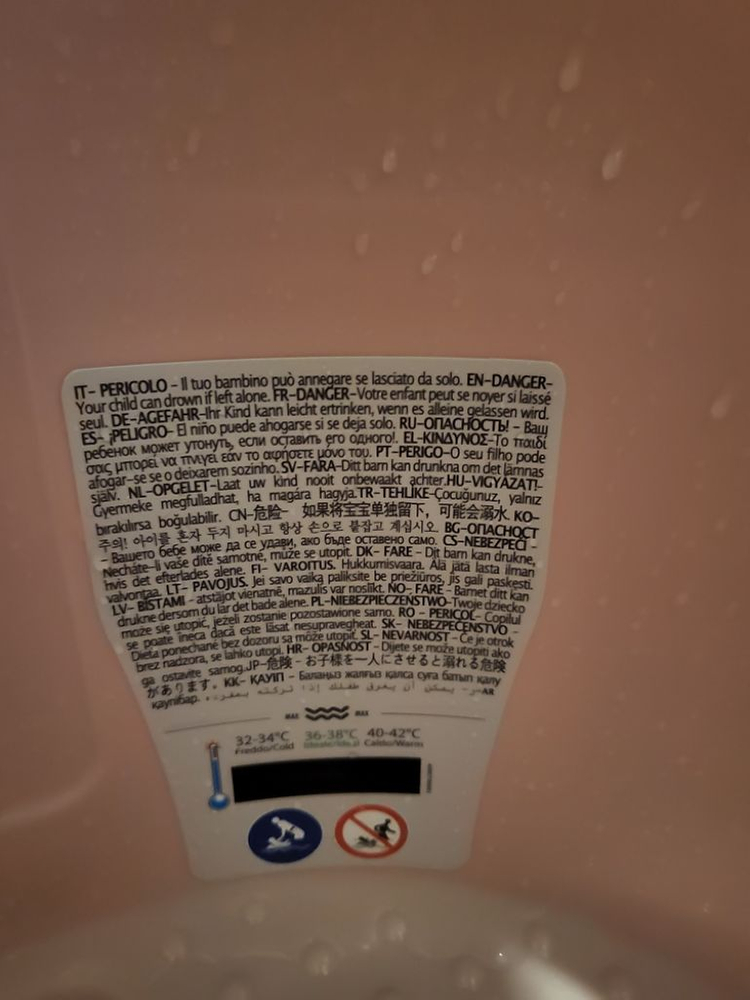 IT- PERICOLO - Il tuo bambino può annegare se lasciato da solo. EN-DANGER-
Your child can drown if left alone. FR-DANGER-Votre enfant peut se noyer si laissé
seul. DE-AGEFAHR-Ihr Kind kann leicht ertrinken, wenn es alleine gelassen wird.
ES- ¡PELIGRO- El niño puede ahogarse si se deja solo. RU-ОПАСНОСТЬ! - Ваш
ребенок может утонуть, если оставить его одного!. EL-ΚΙΝΔΥΝΟΣ-Το παιδί
σας μπορεί να πνιγεί εάν το αφήσετε μόνο του. PT-PERIGO-O seu filho pode
afogar-se se o deixarem sozinho. SV-FARA-Ditt barn kan drunkna om det lämnas
själv. NL-OPGELET-Laat uw kind nooit onbewaakt achter.HU-VIGYÁZAT!-
Gyermeke megfulladhat, ha magára hagyja.TR-TEHLİKE-Çocuğunuz, yalnız
bırakılırsa boğulabilir. CN-危险- 如果将宝宝单独留下，可能会溺水. KO-
주의! 아이를 혼자 두지 마시고 항상 손으로 붙잡고 계십시오. BG-ОПАСНОСТ
- Вашето бебе може да се удави, ако бъде оставено само. CS-NEBEZPEČÍ -
Necháte-li vaše dítě samotné, může se utopit. DK- FARE - Dit barn kan drukne,
hvis det efterlades alene. FI- VAROITUS. Hukkumisvaara. Älä jätä lasta ilman
valvontaa. LT- PAVOJUS. Jei savo vaiką paliksite be priežiūros, jis gali paskęsti.
LV- BĪSTAMI - atstājot vienatnē, mazulis var noslīkt. NO- FARE - Barnet ditt kan
drukne dersom du lar det bade alene. PL-NIEBEZPIECZEŃSTWO-Twoje dziecko
może się utopić, jeżeli zostanie pozostawione samo. RO - PERICOL- Copilul
se poate îneca dacă este lăsat nesupravegheat. SK- NEBEZPEČENSTVO -
Dieťa ponechané bez dozoru sa môže utopiť. SL- NEVARNOST - Če je otrok
brez nadzora, se lahko utopi. HR- OPASNOST - Dijete se može utopiti ako
ga ostavite samog.JP-危険 - お子様を一人にさせると溺れる危険
があります。KK- ҚАУІП - Балаңыз жалғыз қалса суға батып қалу
қаупі бар. AR- يمكن أن يغرق طفلك إذا تركته بمفرده
MAX MAX
32-34°C 36-38°C 40-42°C
Freddo/Cold Ideale/Ideal Caldo/Warm